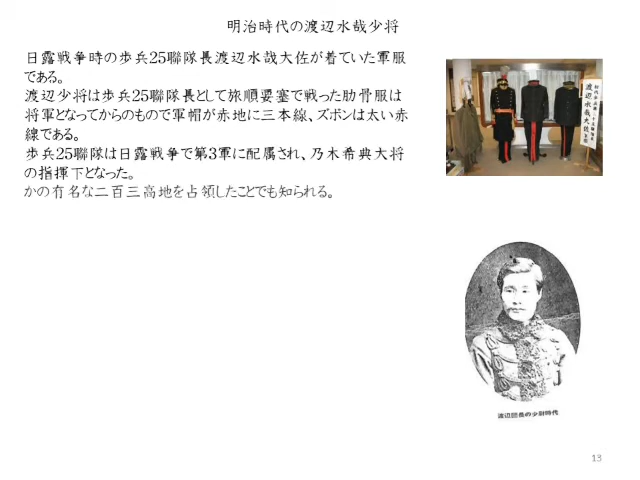 明治時代の渡辺水哉少将
日露戦争時の歩兵25聯隊長渡辺水哉大佐が着ていた軍服
である。
渡辺少将は歩兵25聯隊長として旅順要塞で戦った肋骨服は
将軍となってからのもので軍帽が赤地に三本線、ズボンは太い赤
線である。
歩兵25聯隊は日露戦争で第3軍に配属され、乃木希典大将
の指揮下となった。
かの有名な二百三高地を占領したことでも知られる。
渡辺水哉大佐
渡辺団長の少尉時代
13